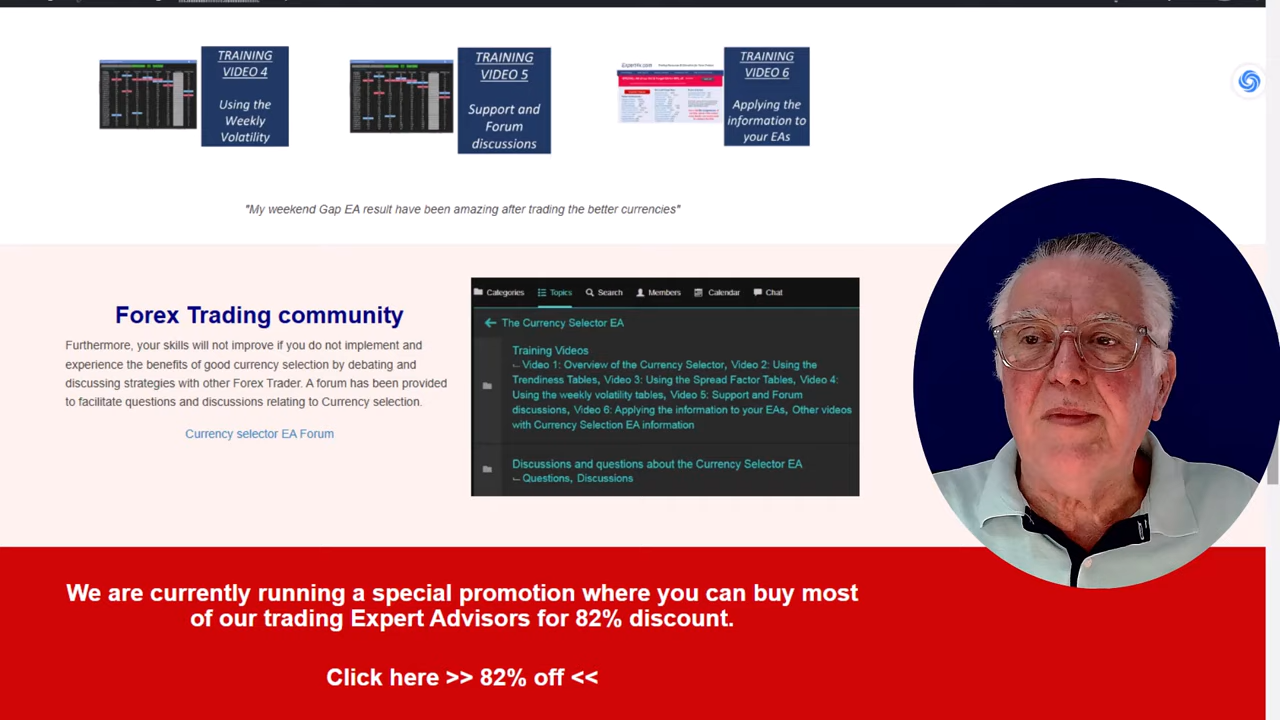 TRAINING
VIDEO 4
Using the
Weekly
Volatility
TRAINING
VIDEO 5
Support and
Forum
discussions
TRAINING
VIDEO 6
Applying the
information to
your EAs
"My weekend Gap EA result have been amazing after trading the better currencies"
Forex Trading community
Furthermore, your skills will not improve if you do not implement and
experience the benefits of good currency selection by debating and
discussing strategies with other Forex Trader. A forum has been provided
to facilitate questions and discussions relating to Currency selection.
Currency selector EA Forum
Categories Topics Search Members Calendar Chat
The Currency Selector EA
Training Videos
Video 1: Overview of the Currency Selector, Video 2: Using the
Trendiness Tables, Video 3: Using the Spread Factor Tables, Video 4:
Using the weekly volatility tables, Video 5: Support and Forum
discussions, Video 6: Applying the information to your EAs, Other videos
with Currency Selection EA information
Discussions and questions about the Currency Selector EA
Questions, Discussions
We are currently running a special promotion where you can buy most
of our trading Expert Advisors for 82% discount.
Click here >> 82% off <<